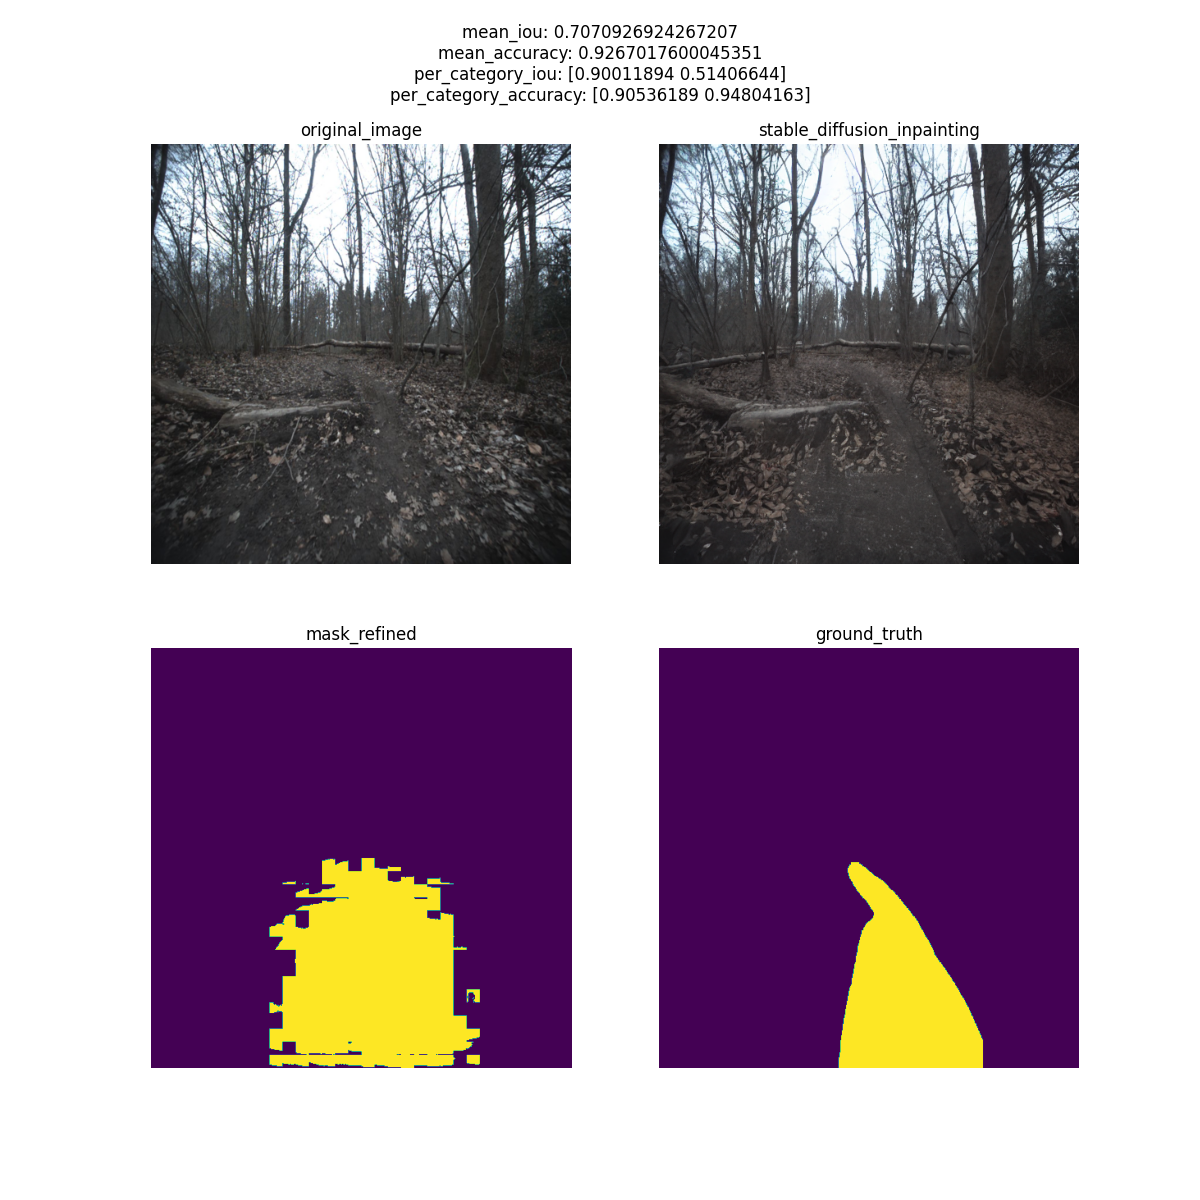 mean_iou: 0.7070926924267207
mean_accuracy: 0.9267017600045351
per_category_iou: [0.90011894 0.51406644]
per_category_accuracy: [0.90536189 0.94804163]
original_image
stable_diffusion_inpainting
mask_refined
ground_truth